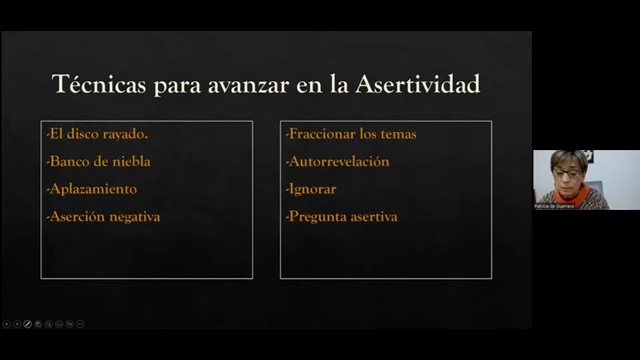 Técnicas para avanzar en la Asertividad
-El disco rayado.
-Banco de niebla
-Aplazamiento
-Aserción negativa
-Fraccionar los temas
-Autorrevelación
-Ignorar
-Pregunta asertiva
Patricia de Guerrero